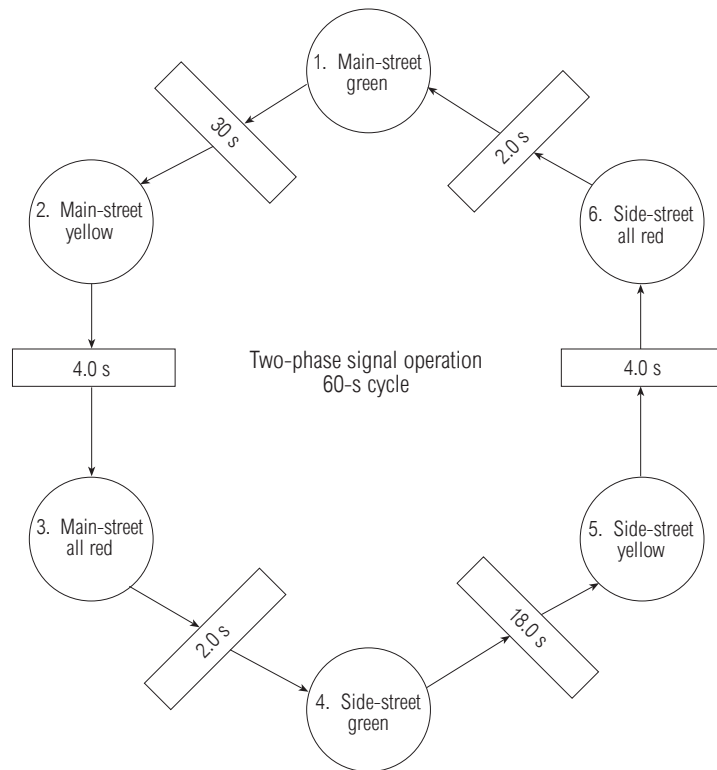 1. Main-street
green
30 s
2.0 s
2. Main-street
yellow
6. Side-street
all red
4.0 s
Two-phase signal operation
60-s cycle
4.0 s
3. Main-street
all red
5. Side-street
yellow
2.0 s
18.0 s
4. Side-street
green